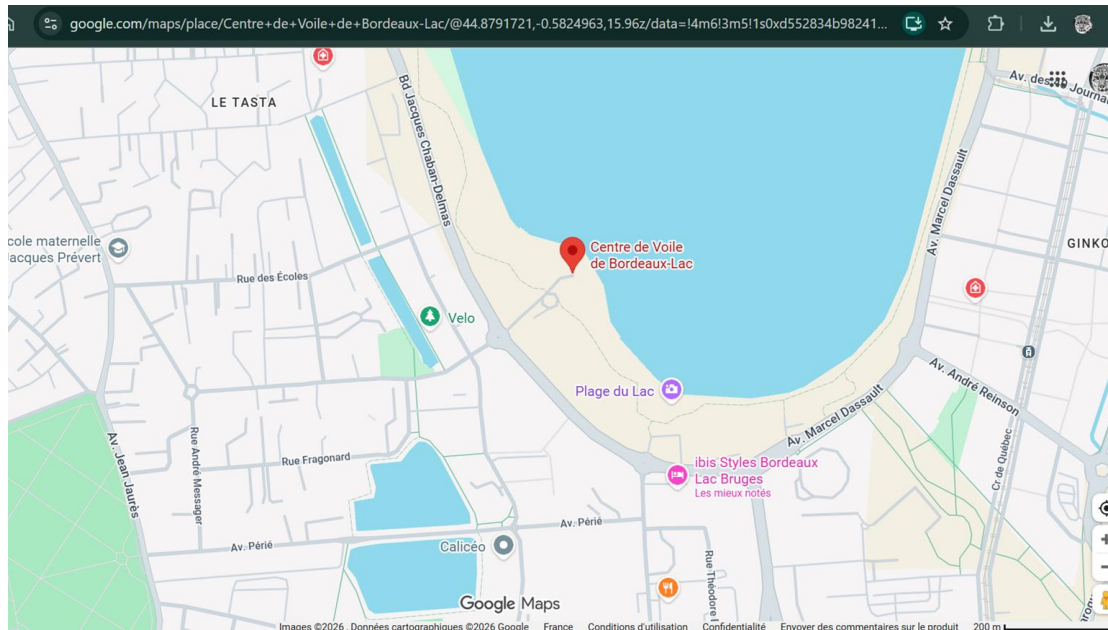 google.com/maps/place/Centre+de+Voile+de+Bordeaux-Lac/@44.8791721,-0.5824963,15.96z/data=!4m6!3m5!1s0xd552834b98241...
LE TASTA
Bd Jacques Chaban-Delmas
Av. des
Journa
Av. Marcel Dassault
cole maternelle
acques Prévert
Centre de Voile
de Bordeaux-Lac
GINKO
Rue des Écoles
Velo
Plage du Lac
Av. André Reinson
Av. Marcel Dassault
Av. Jean Jaurès
Rue André Messager
Rue Fragonard
ibis Styles Bordeaux
Lac Bruges
Les mieux notés
Cr de Québec
Av. Périé
Av. Périé
Calicéo
Rue Théodore
Google Maps
Images ©2026 , Données cartographiques ©2026 Google France Conditions d'utilisation Confidentialité Envoyer des commentaires sur le produit 200 m